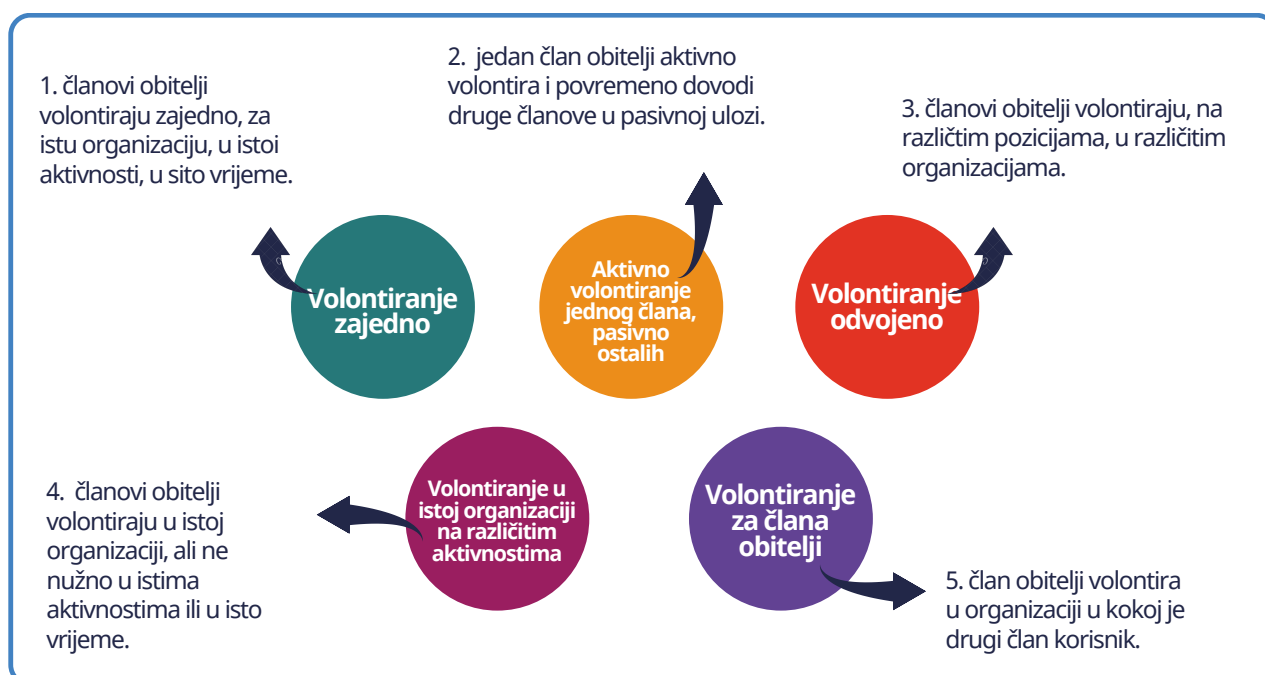 1. članovi obitelji
volontiraju zajedno, za
istu organizaciju, u istoi
aktivnosti, u sito vrijeme.
2. jedan član obitelji aktivno
volontira i povremeno dovodi
druge članove u pasivnoj ulozi.
3. članovi obitelji volontiraju, na
različtim pozicijama, u različitim
organizacijama.
Volontiranje
zajedno
Aktivno
volontiranje
jednog člana,
pasivno
ostalih
Volontiranje
odvojeno
4. članovi obitelji
volontiraju u istoj
organizaciji, ali ne
nužno u istima
aktivnostima ili u isto
vrijeme.
Volontiranje u
istoj organizaciji
na različitim
aktivnostima
Volontiranje
za člana
obitelji
5. član obitelji volontira
u organizaciji u kokoj je
drugi član korisnik.